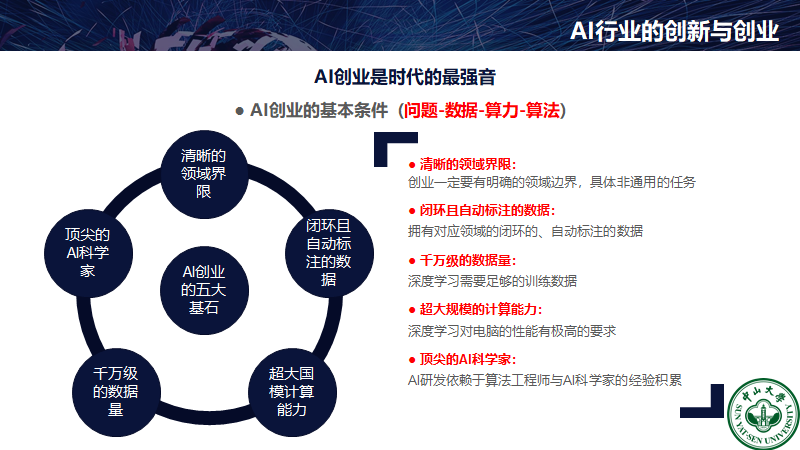 AI行业的创新与创业
AI创业是时代的最强音
● AI创业的基本条件（问题-数据-算力-算法）
清晰的
领域界
限
顶尖的
AI科学
家
闭环且
自动标
注的数
据
AI创业
的五大
基石
千万级
的数据
量
超大国
模计算
能力
● 清晰的领域界限：
创业一定要有明确的领域边界，具体非通用的任务
● 闭环且自动标注的数据：
拥有对应领域的闭环的、自动标注的数据
● 千万级的数据量：
深度学习需要足够的训练数据
● 超大规模的计算能力：
深度学习对电脑的性能有极高的要求
● 顶尖的AI科学家：
AI研发依赖于算法工程师与AI科学家的经验积累
中山大学
SUN YAT-SEN UNIVERSITY